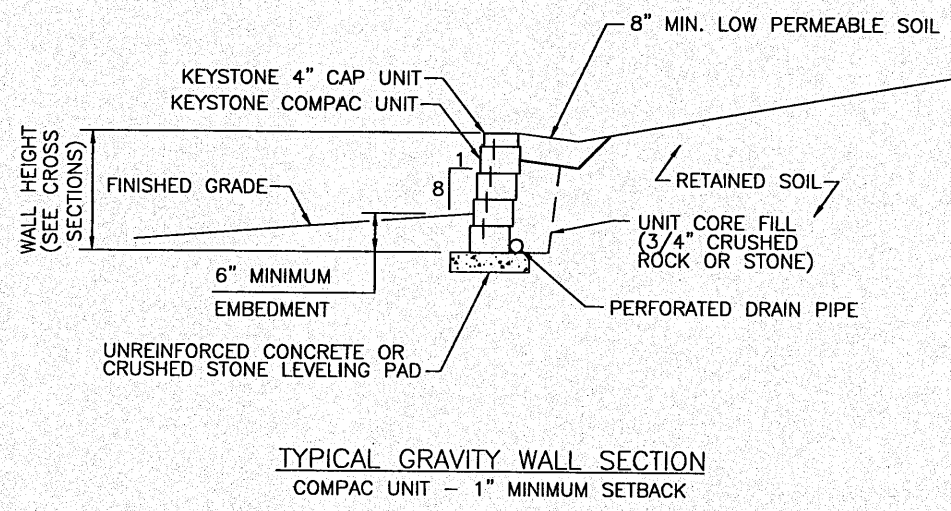 8" MIN. LOW PERMEABLE SOIL
KEYSTONE 4" CAP UNIT
KEYSTONE COMPAC UNIT
WALL HEIGHT
(SEE CROSS
SECTIONS)
1
8
FINISHED GRADE
RETAINED SOIL
UNIT CORE FILL
(3/4" CRUSHED
ROCK OR STONE)
6" MINIMUM
EMBEDMENT
PERFORATED DRAIN PIPE
UNREINFORCED CONCRETE OR
CRUSHED STONE LEVELING PAD
TYPICAL GRAVITY WALL SECTION
COMPAC UNIT – 1" MINIMUM SETBACK